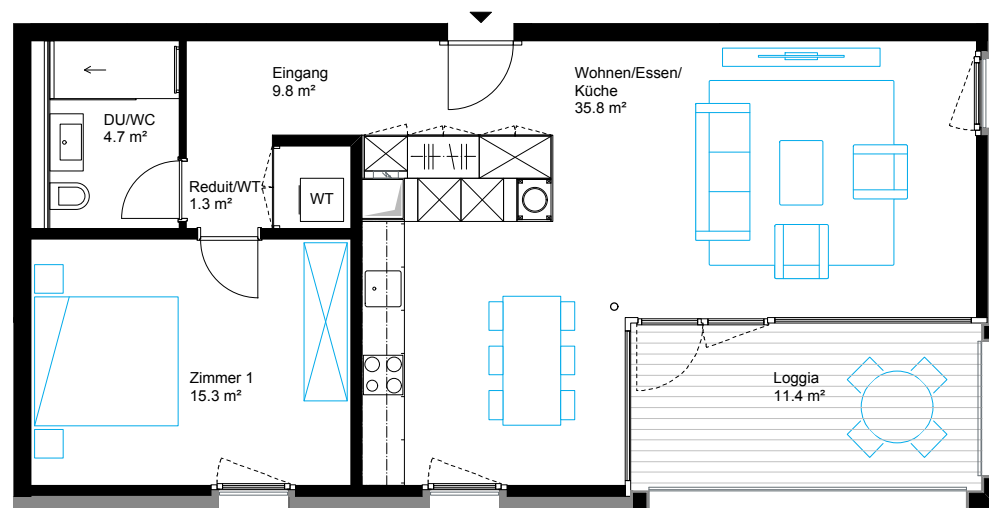 Eingang
9.8 m²
Wohnen/Essen/
Küche
35.8 m²
DU/WC
4.7 m²
Reduit/WT
1.3 m²
WT
Zimmer 1
15.3 m²
Loggia
11.4 m²